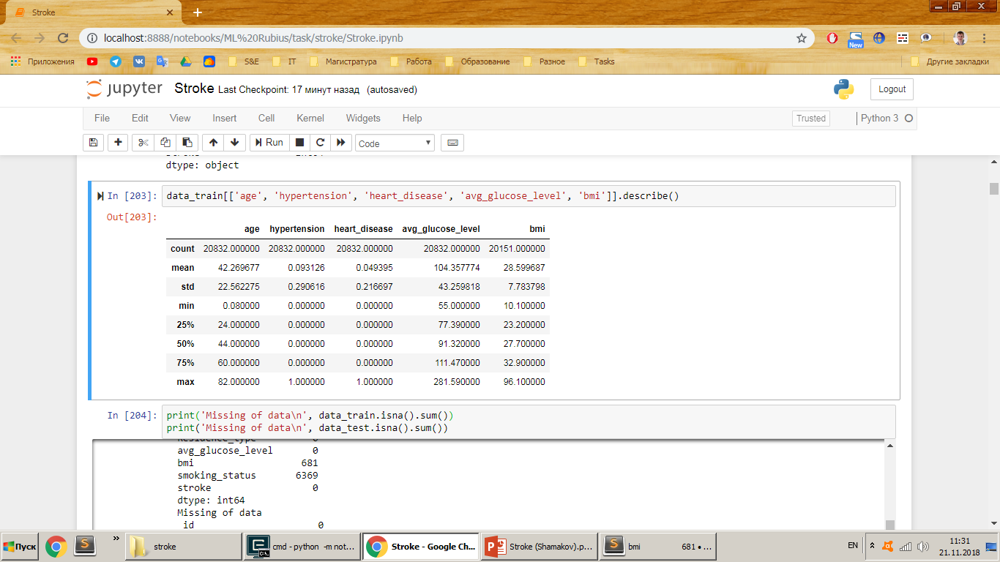 Stroke
localhost:8888/notebooks/ML%20Rubius/task/stroke/Stroke.ipynb
New
Приложения S&E IT Магистратура Работа Образование Разное Tasks Другие закладки
jupyter Stroke Last Checkpoint: 17 минут назад (autosaved) Logout
File Edit View Insert Cell Kernel Widgets Help Trusted Python 3
Run Code
dtype: object
In [203]: data_train[['age', 'hypertension', 'heart_disease', 'avg_glucose_level', 'bmi']].describe()
Out[203]:
age hypertension heart_disease avg_glucose_level bmi
count 20832.000000 20832.000000 20832.000000 20832.000000 20151.000000
mean 42.269677 0.093126 0.049395 104.357774 28.599687
std 22.562275 0.290616 0.216697 43.259818 7.783798
min 0.080000 0.000000 0.000000 55.000000 10.100000
25% 24.000000 0.000000 0.000000 77.390000 23.200000
50% 44.000000 0.000000 0.000000 91.320000 27.700000
75% 60.000000 0.000000 0.000000 111.470000 32.900000
max 82.000000 1.000000 1.000000 281.590000 96.100000
In [204]: print('Missing of data\n', data_train.isna().sum())
print('Missing of data\n', data_test.isna().sum())
Residence_type 0
avg_glucose_level 0
bmi 681
smoking_status 6369
stroke 0
dtype: int64
Missing of data
id 0
Пуск stroke cmd - python -m not... Stroke - Google Ch... Stroke (Shamakov).p... bmi 681 • ... EN 11:31
21.11.2018